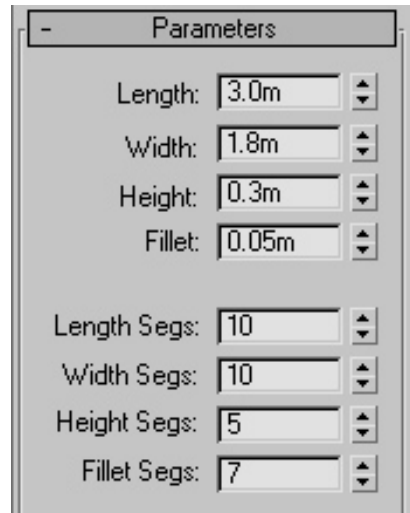 - Parameters
Length: 3.0m
Width: 1.8m
Height: 0.3m
Fillet: 0.05m
Length Segs: 10
Width Segs: 10
Height Segs: 5
Fillet Segs: 7